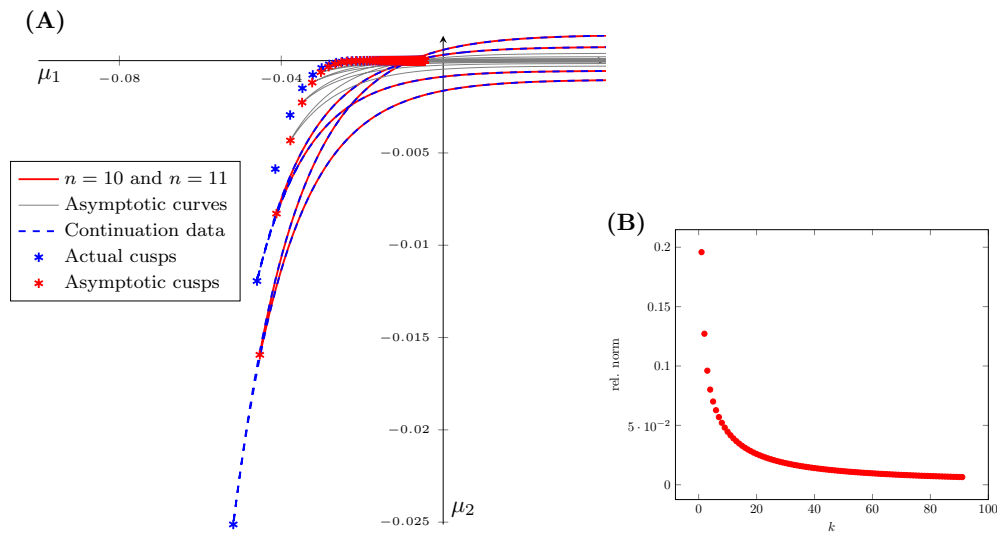 (A)
μ1
-0.08
-0.04
−0.005
−0.01
−0.015
−0.02
−0.025
μ2
n = 10 and n = 11
Asymptotic curves
Continuation data
Actual cusps
Asymptotic cusps
(B)
0.2
0.15
0.1
5 · 10⁻²
0
rel. norm
0 20 40 60 80 100
k